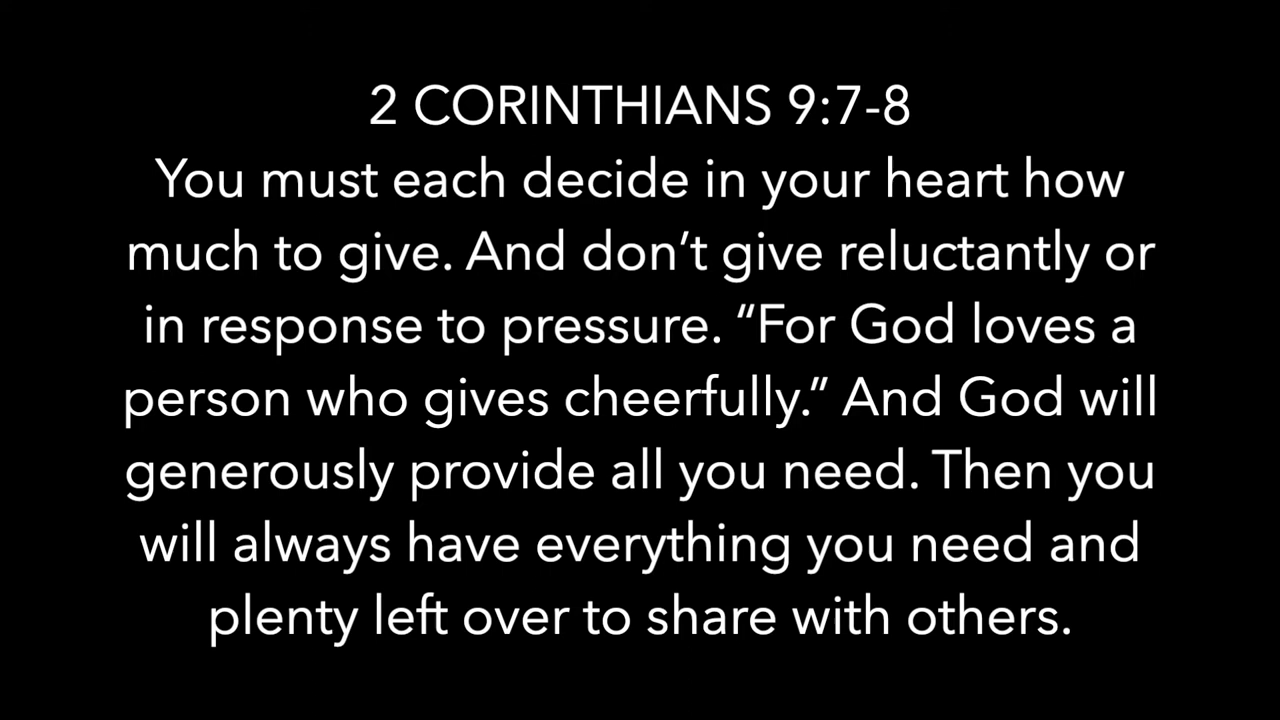 2 CORINTHIANS 9:7-8
You must each decide in your heart how
much to give. And don’t give reluctantly or
in response to pressure. “For God loves a
person who gives cheerfully.” And God will
generously provide all you need. Then you
will always have everything you need and
plenty left over to share with others.